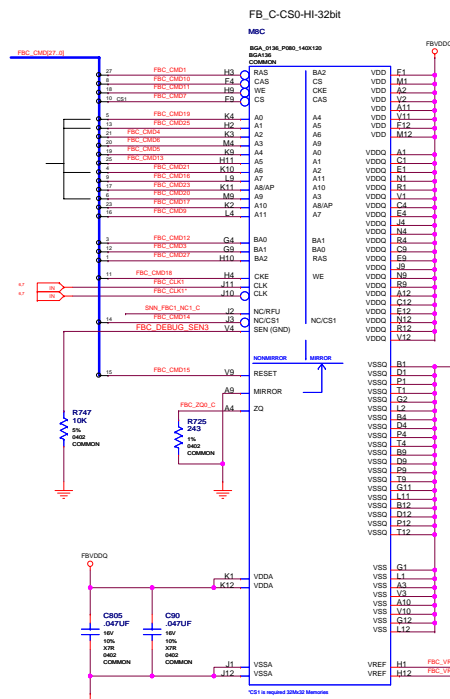 FB_C-CS0-HI-32bit
M8C
BGA_0136_P080_140X120
BGA136
COMMON
FBVDDQ
FBC_CMD[27..0]
27 FBC_CMD1 H3 RAS BA2 VDD F1
8 FBC_CMD10 F4 CAS CS VDD M1
18 FBC_CMD11 H9 WE CKE VDD A2
10 CS1 FBC_CMD7 F9 CS CAS VDD V2
VDD A11
VDD V11
VDD F12
VDD M12
5 FBC_CMD19 K4 A0 A4
13 FBC_CMD25 H2 A1 A5
21 FBC_CMD4 K3 A2 A6
20 FBC_CMD6 M4 A3 A9
19 FBC_CMD5 K9 A4 A0
25 FBC_CMD13 H11 A5 A1
4 FBC_CMD21 K10 A6 A2
9 FBC_CMD16 L9 A7 A11
17 FBC_CMD23 K11 A8/AP A10
6 FBC_CMD20 M9 A9 A3
23 FBC_CMD17 K2 A10 A8/AP
16 FBC_CMD9 L4 A11 A7
VDDQ A1
VDDQ C1
VDDQ E1
VDDQ N1
VDDQ R1
VDDQ V1
VDDQ C4
VDDQ E4
VDDQ J4
VDDQ N4
VDDQ R4
VDDQ C9
VDDQ E9
VDDQ J9
VDDQ N9
VDDQ R9
VDDQ A12
VDDQ C12
VDDQ E12
VDDQ N12
VDDQ R12
VDDQ V12
3 FBC_CMD12 G4 BA0 BA1
12 FBC_CMD3 G9 BA1 BA0
1 FBC_CMD27 H10 BA2 RAS
11 FBC_CMD18 H4 CKE WE
IN FBC_CLK1 J11 CLK
IN FBC_CLK1* J10 CLK
SNN_FBC1_NC1_C J2 NC/RFU
14 FBC_CMD14 J3 NC/CS1 NC/CS1
FBC_DEBUG_SEN3 V4 SEN (GND)
NONMIRROR MIRROR
15 FBC_CMD15 V9 RESET
A9 MIRROR
FBC_ZQ0_C A4 ZQ
VSSQ B1
VSSQ D1
VSSQ P1
VSSQ T1
VSSQ G2
VSSQ L2
VSSQ B4
VSSQ D4
VSSQ P4
VSSQ T4
VSSQ B9
VSSQ D9
VSSQ P9
VSSQ T9
VSSQ G11
VSSQ L11
VSSQ B12
VSSQ D12
VSSQ P12
VSSQ T12
R747
10K
5%
0402
COMMON
R725
243
1%
0402
COMMON
FBVDDQ
K1 VDDA
K12 VDDA
VSS G1
VSS L1
VSS A3
VSS V3
VSS A10
VSS V10
VSS G12
VSS L12
C805
.047UF
16V
10%
X7R
0402
COMMON
C90
.047UF
16V
10%
X7R
0402
COMMON
J1 VSSA
J12 VSSA
VREF H1
VREF H12
*CS1 is required 32Mx32 Memories